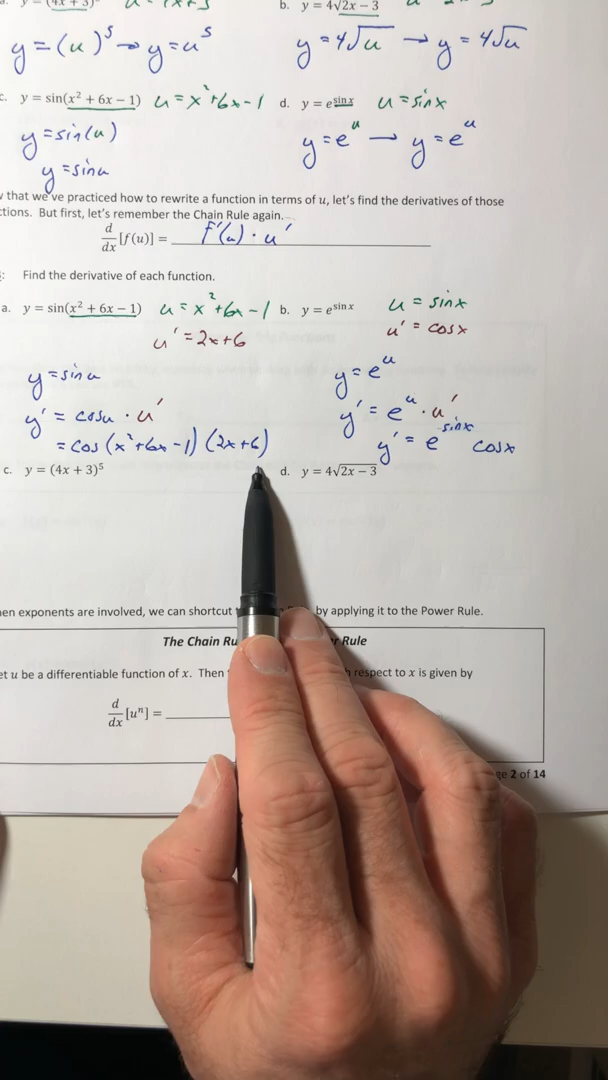 b. y = 4√2x − 3
y = (u)⁵ → y = u⁵ y = 4√u → y = 4√u
c. y = sin(x² + 6x − 1) u = x² + 6x − 1 d. y = e^sin x u = sin x
y = sin(u) y = e^u → y = e^u
y = sin u
that we've practiced how to rewrite a function in terms of u, let's find the derivatives of those
But first, let's remember the Chain Rule again.
d/dx [f(u)] = f'(u) · u'
Find the derivative of each function.
a. y = sin(x² + 6x − 1) u = x² + 6x − 1 b. y = e^sin x u = sin x
u' = 2x + 6 u' = cos x
y = sin u y = e^u
y' = cos u · u' y' = e^u · u'
= cos (x² + 6x − 1) (2x + 6) y' = e^sin x cos x
c. y = (4x + 3)⁵ d. y = 4√2x − 3
exponents are involved, we can shortcut by applying it to the Power Rule.
The Chain Rule
u be a differentiable function of x. Then respect to x is given by
d/dx [uⁿ] =
2 of 14